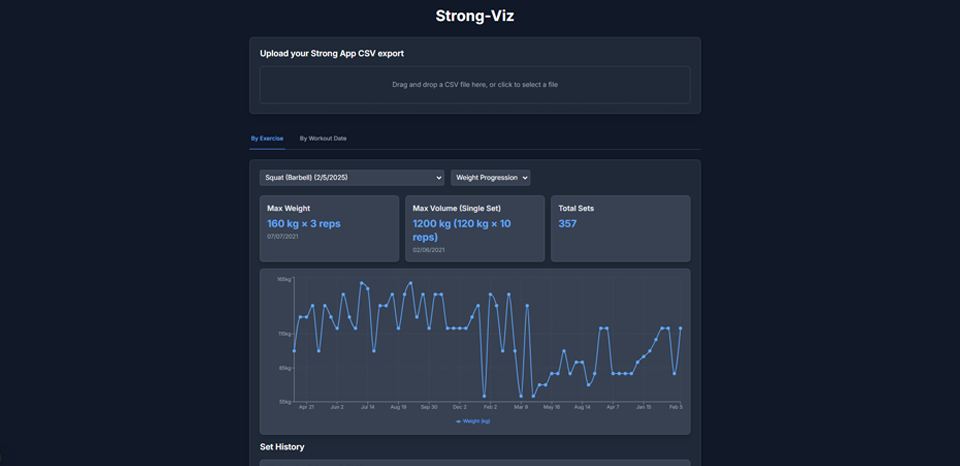 Strong-Viz
Upload your Strong App CSV export
Drag and drop a CSV file here, or click to select a file
By Exercise
By Workout Date
Squat (Barbell) (2/5/2025)
Weight Progression
Max Weight
160 kg × 3 reps
07/07/2021
Max Volume (Single Set)
1200 kg (120 kg × 10
reps)
02/06/2021
Total Sets
357
110kg
85kg
Apr 21
Jun 2
Jul 14
Aug 18
Sep 30
Dec 2
Feb 2
Mar 9
May 16
Aug 14
Apr 7
Jan 15
Feb 5
Weight (kg)
Set History